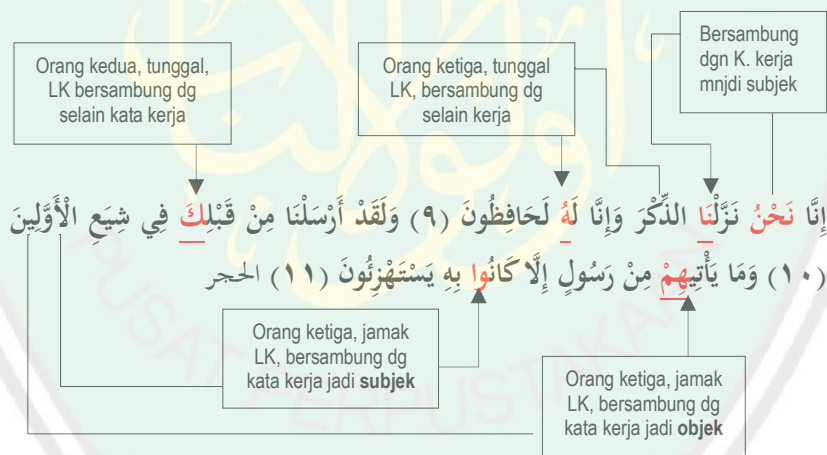 Bersambung
dgn K. kerja
mnjdi subjek
Orang kedua, tunggal,
LK bersambung dg
selain kata kerja
Orang ketiga, tunggal
LK, bersambung dg
selain kerja
إِنَّا نَحْنُ نَزَّلْنَا الذِّكْرَ وَإِنَّا لَهُ لَحَافِظُونَ (٩) وَلَقَدْ أَرْسَلْنَا مِنْ قَبْلِكَ فِي شِيَعِ الْأَوَّلِينَ
(١٠) وَمَا يَأْتِيهِمْ مِنْ رَسُولٍ إِلَّا كَانُوا بِهِ يَسْتَهْزِئُونَ (١١) الحجر
Orang ketiga, jamak
LK, bersambung dg
kata kerja jadi subjek
Orang ketiga, jamak
LK, bersambung dg
kata kerja jadi objek
PUSAT PERPUSTAKAAN